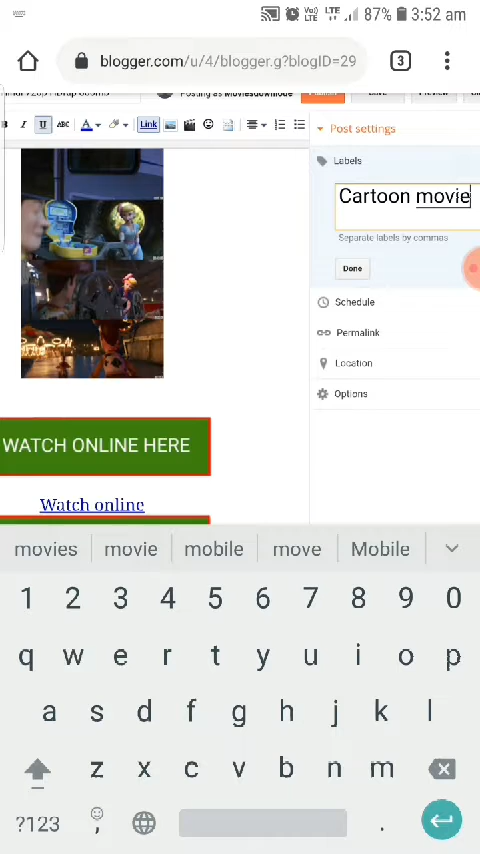 87% 3:52 am
blogger.com/u/4/blogger.g?blogID=29
3
Posting as Moviesdownlode
B I U ABC A Link
Post settings
Labels
Cartoon movie
Separate labels by commas
Done
Schedule
Permalink
Location
Options
WATCH ONLINE HERE
Watch online
movies movie mobile move Mobile
1 2 3 4 5 6 7 8 9 0
q w e r t y u i o p
a s d f g h j k l
z x c v b n m
?123 , .